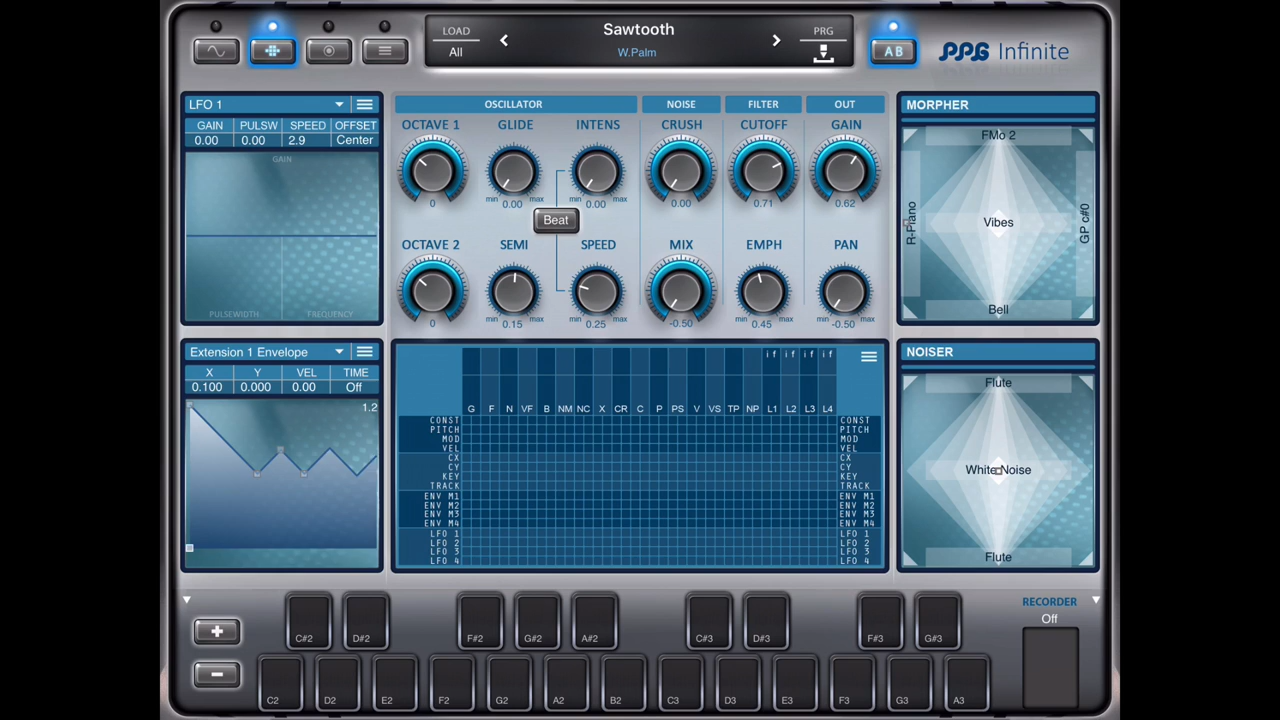 LOAD
All
Sawtooth
W.Palm
PRG
AB
PPG Infinite
LFO 1
GAIN PULSW SPEED OFFSET
0.00 0.00 2.9 Center
GAIN
PULSEWIDTH FREQUENCY
OSCILLATOR NOISE FILTER OUT
OCTAVE 1 GLIDE INTENS CRUSH CUTOFF GAIN
min max min max
0 0.00 0.00 0.00 0.71 0.62
Beat
OCTAVE 2 SEMI SPEED MIX EMPH PAN
min max min max min max min max
0 0.15 0.25 -0.50 0.45 -0.50
MORPHER
FMo 2
R-Piano
Vibes
GP c#0
Bell
Extension 1 Envelope
X Y VEL TIME
0.100 0.000 0.00 Off
1.2
if if if if
G F N VF B NM NC X CR C P PS V VS TP NP L1 L2 L3 L4
CONST CONST
PITCH PITCH
MOD MOD
VEL VEL
CX CX
CY CY
KEY KEY
TRACK TRACK
ENV M1 ENV M1
ENV M2 ENV M2
ENV M3 ENV M3
ENV M4 ENV M4
LFO 1 LFO 1
LFO 2 LFO 2
LFO 3 LFO 3
LFO 4 LFO 4
NOISER
Flute
White Noise
Flute
+
-
C#2 D#2 F#2 G#2 A#2 C#3 D#3 F#3 G#3
C2 D2 E2 F2 G2 A2 B2 C3 D3 E3 F3 G3 A3
RECORDER
Off